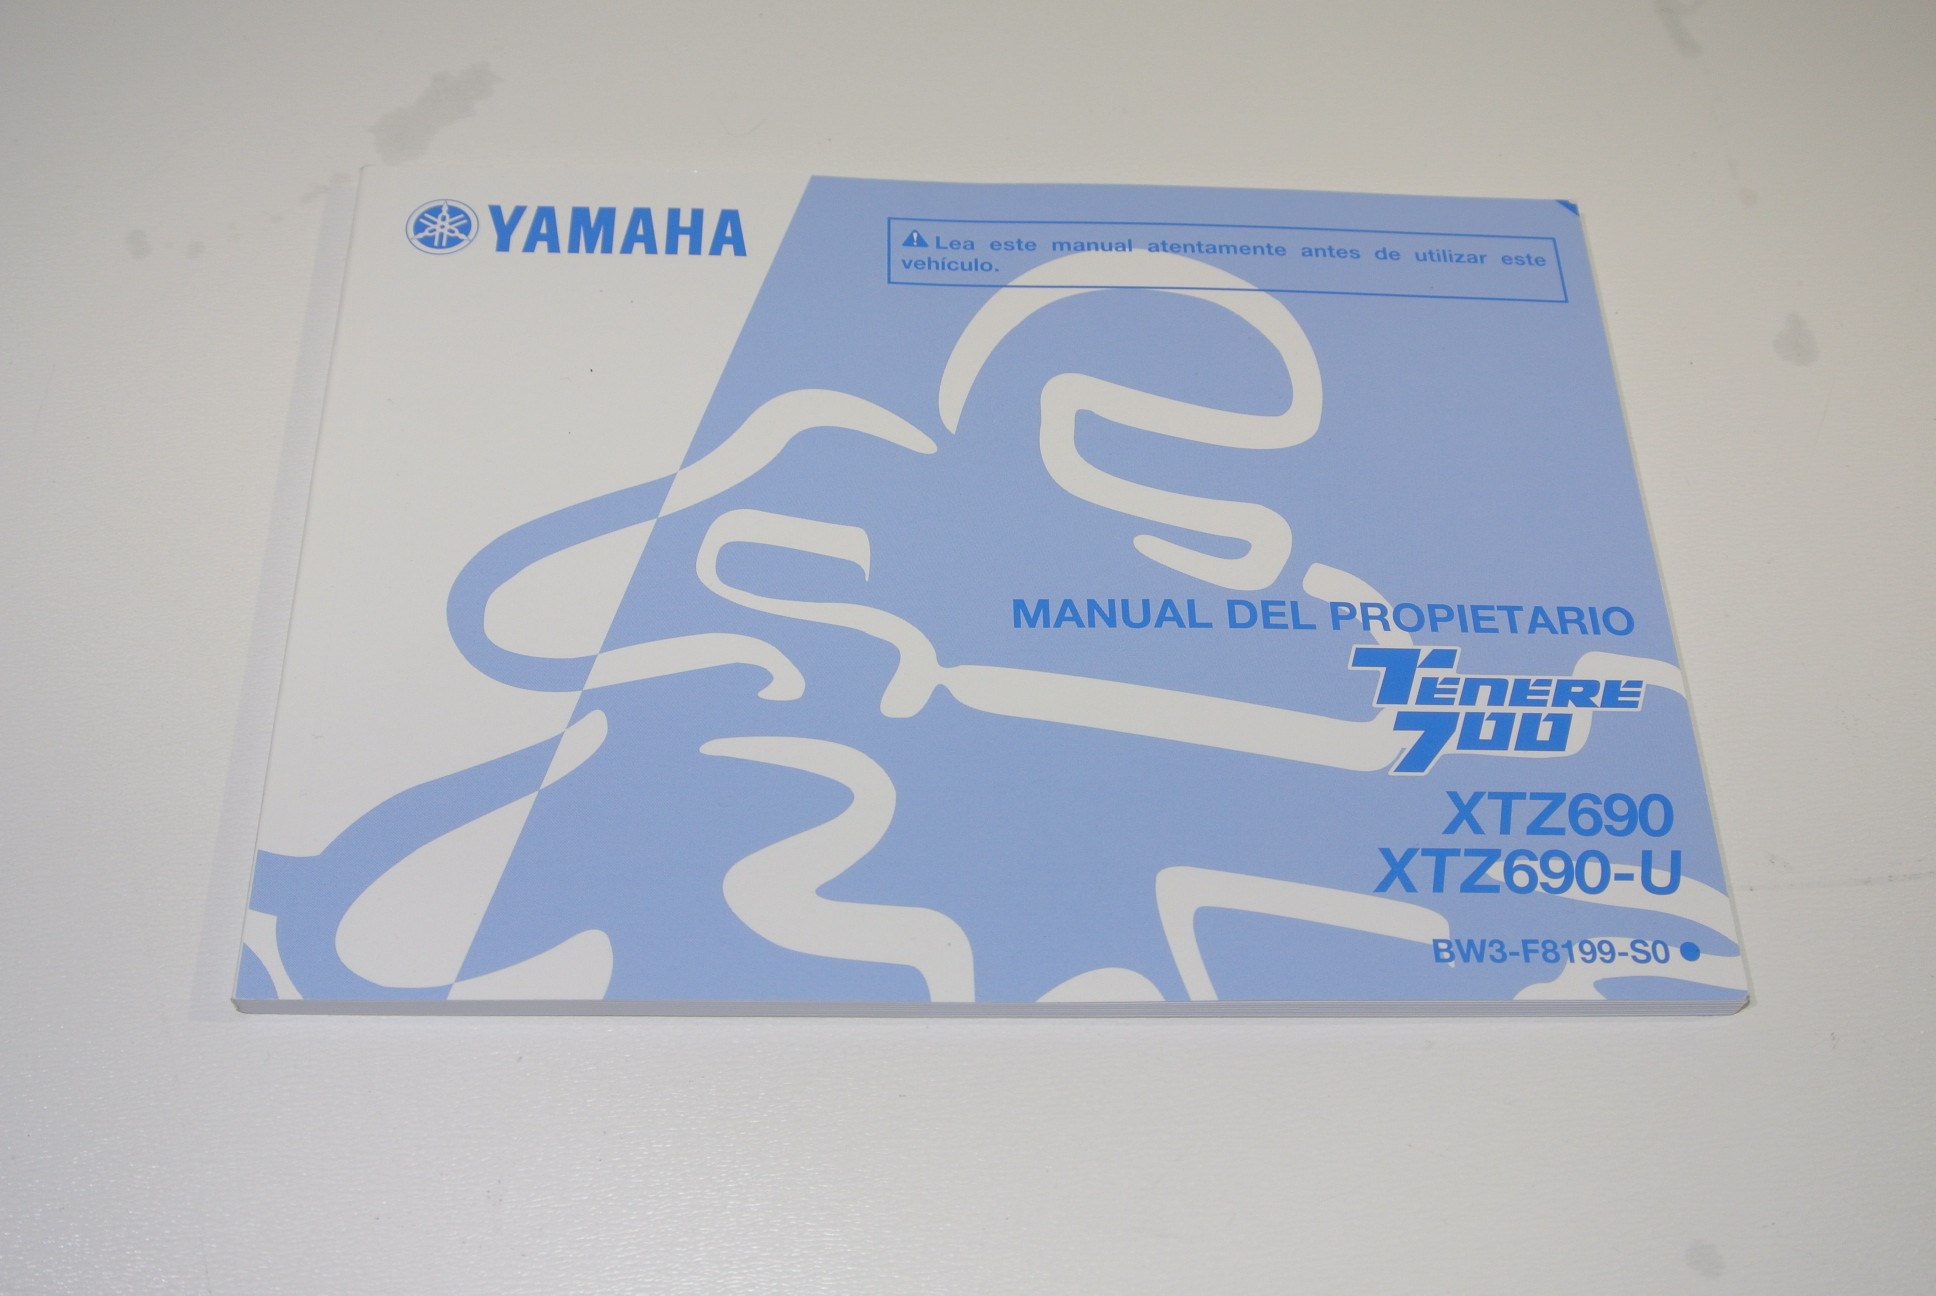 YAMAHA
Lea este manual atentamente antes de utilizar este
vehículo.
MANUAL DEL PROPIETARIO
TÉNÉRÉ
700
XTZ690
XTZ690-U
BW3-F8199-S0